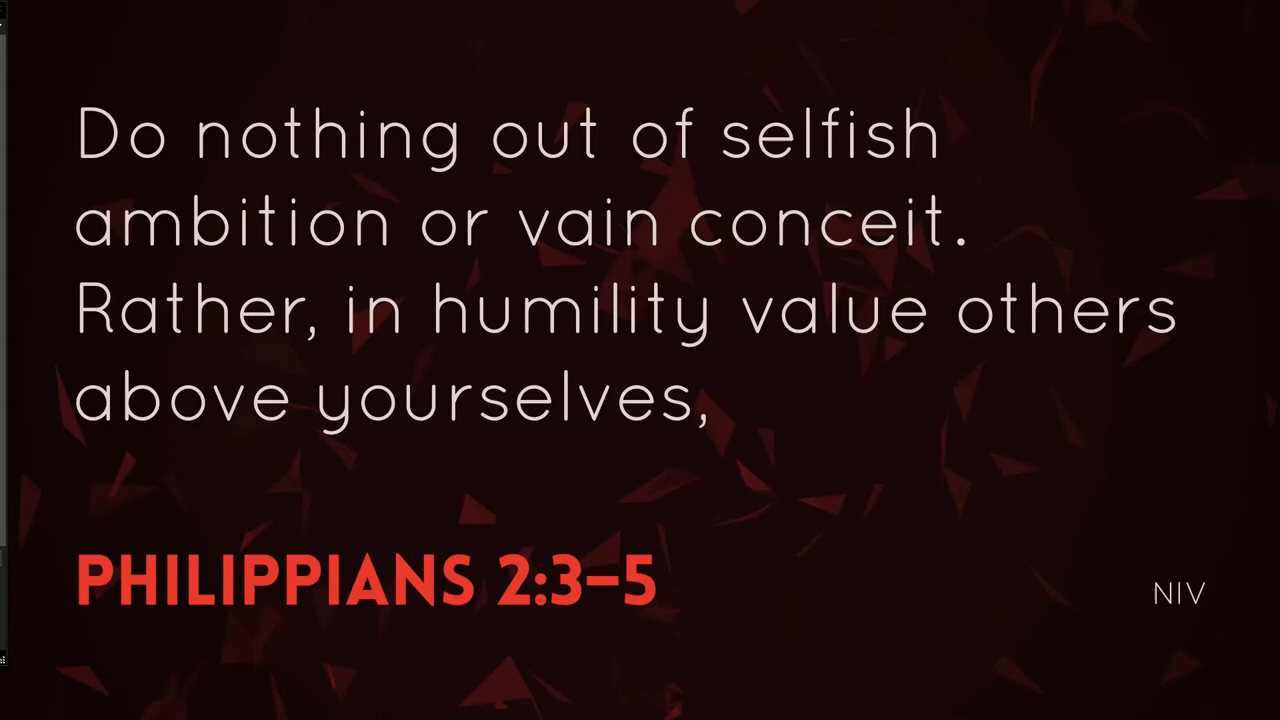 Do nothing out of selfish
ambition or vain conceit.
Rather, in humility value others
above yourselves,
PHILIPPIANS 2:3–5
NIV